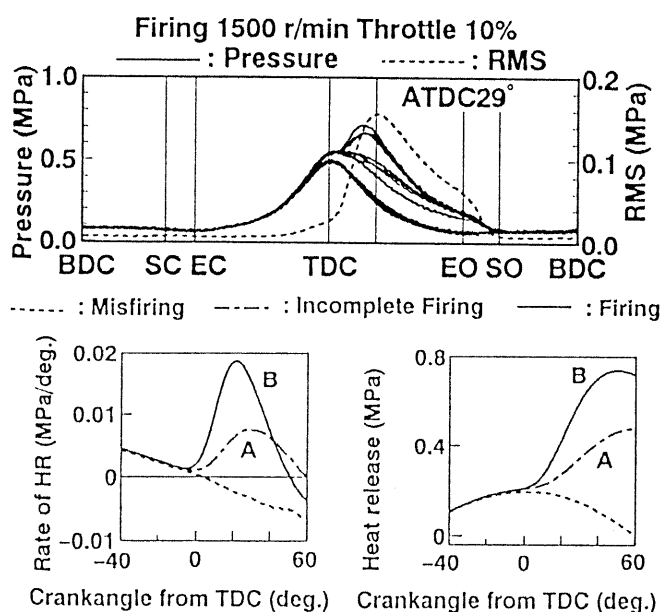 Firing 1500 r/min Throttle 10%
: Pressure : RMS
Pressure (MPa)
1.0
0.5
0.0
ATDC29°
0.2
0.1
0.0
RMS (MPa)
BDC SC EC TDC EO SO BDC
: Misfiring : Incomplete Firing : Firing
Rate of HR (MPa/deg.)
0.02
0.01
0
-0.01
B
A
-40 0 60
Crankangle from TDC (deg.)
Heat release (MPa)
0.8
0.4
0
B
A
-40 0 60
Crankangle from TDC (deg.)